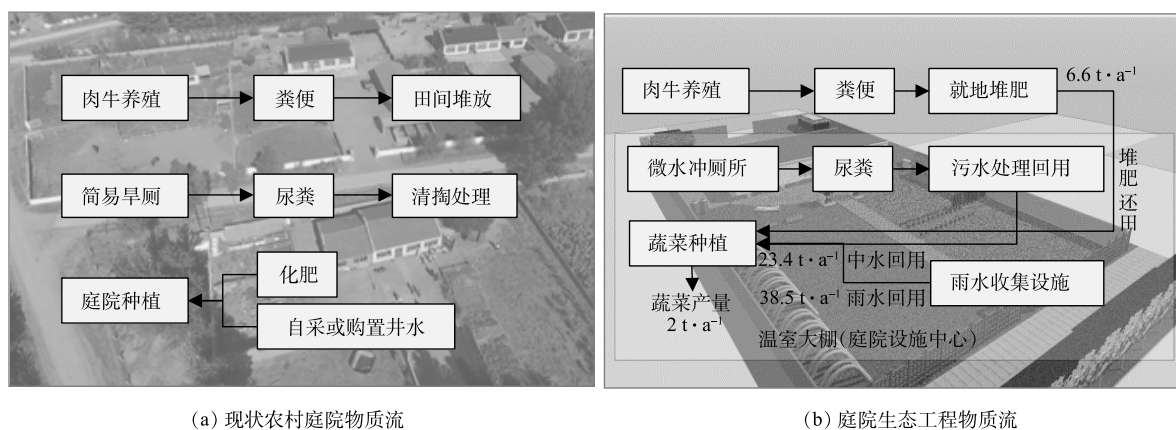 肉牛养殖
粪便
田间堆放
简易旱厕
尿粪
清掏处理
庭院种植
化肥
自采或购置井水
(a) 现状农村庭院物质流
肉牛养殖
粪便
就地堆肥
6.6 t·a⁻¹
微水冲厕所
尿粪
污水处理回用
堆肥还田
蔬菜种植
23.4 t·a⁻¹ 中水回用
雨水收集设施
38.5 t·a⁻¹ 雨水回用
蔬菜产量
2 t·a⁻¹
温室大棚(庭院设施中心)
(b) 庭院生态工程物质流